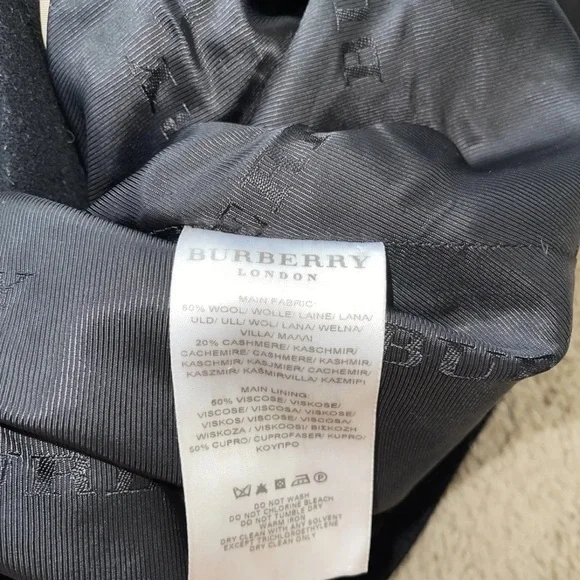 BURBERRY
LONDON
MAIN FABRIC:
80% WOOL/ WOLLE/ LAINE/ LANA/
ULD/ ULL/ WOL/ LANA/ WEŁNA/
VILLA/ ΜΑΛΛΙ
20% CASHMERE/ KASCHMIR/
CACHEMIRE/ CASHMERE/ CACHEMIR/
KASHMIR/ KASJMIER/ CACHEMIR/
KASZMIR/ KAŠMIRVILLA/ ΚΑΣΜΙΡΙ
MAIN LINING:
50% VISCOSE/ VISKOSE/
VISCOSE/ VISCOSA/ VISKOSE/
VISCOSE/ VISCOSE/ VISCOSA/
WISKOZA / VISKOOSI/ ΒΙΣΚΟΖΗ
50% CUPRO/ CUPROFASER/ KUPRO/
ΚΟΥΠΡΟ
DO NOT WASH
DO NOT CHLORINE BLEACH
DO NOT TUMBLE DRY
WARM IRON
DRY CLEAN WITH ANY SOLVENT
EXCEPT TRICHLOROETHYLENE
DRY CLEAN ONLY